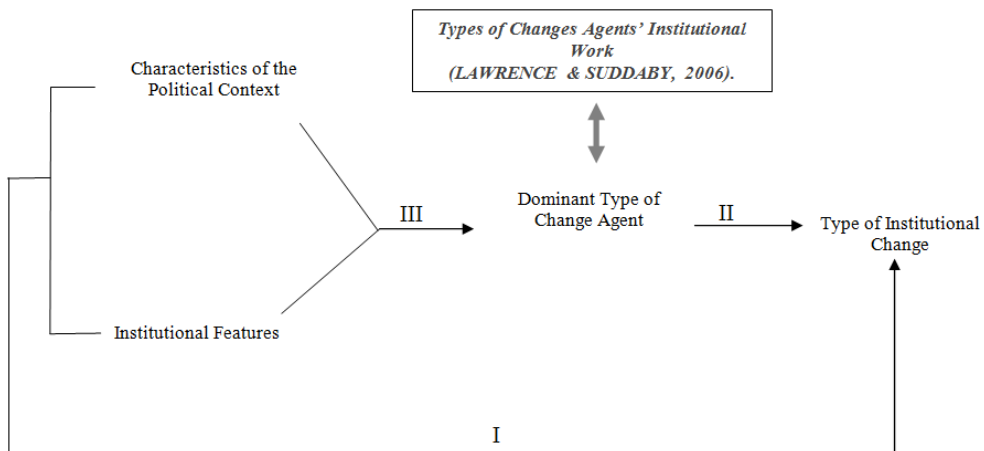 Types of Changes Agents' Institutional
Work
(LAWRENCE & SUDDABY, 2006).
Characteristics of the
Political Context
III
Dominant Type of
Change Agent
II
Type of Institutional
Change
Institutional Features
I